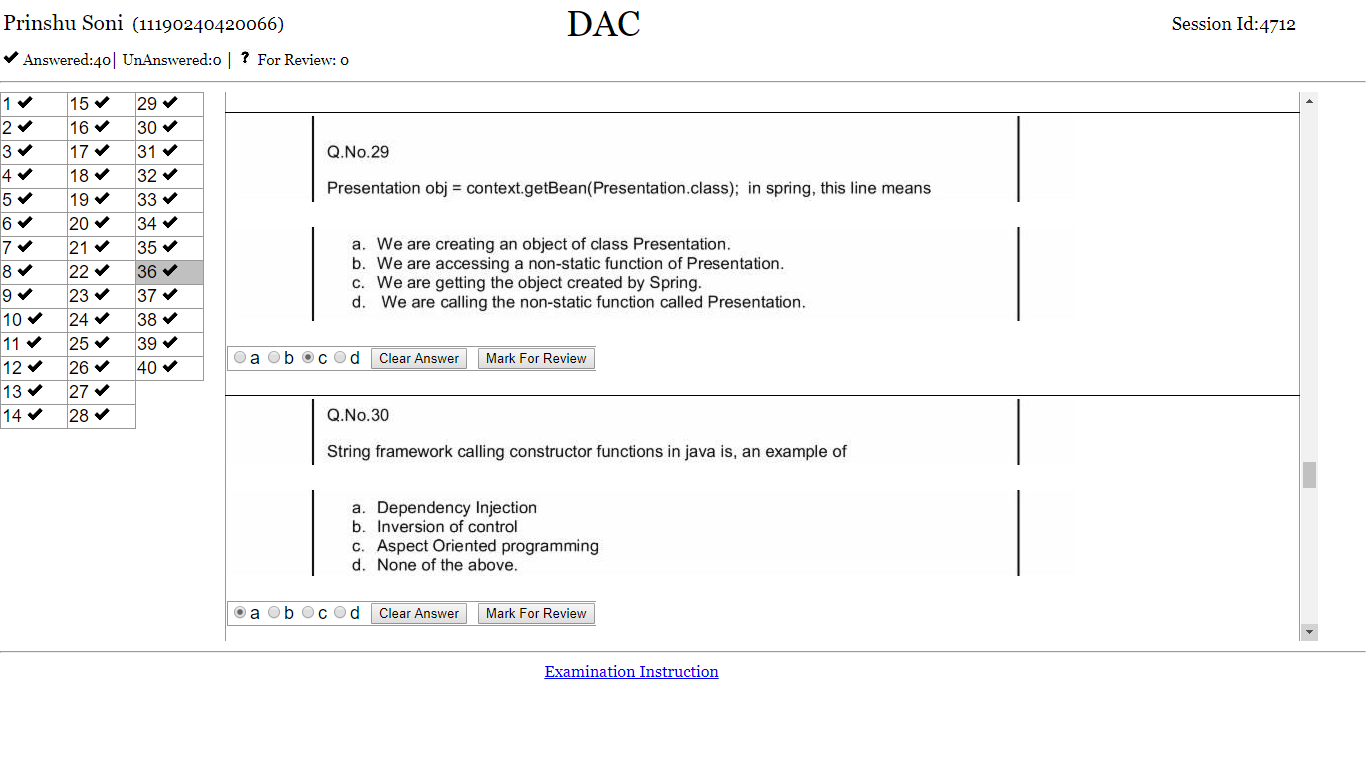 Prinshu Soni (11190240420066)
DAC
Session Id:4712
✔ Answered:40| UnAnswered:0 | ? For Review: 0
1 ✔ 15 ✔ 29 ✔
2 ✔ 16 ✔ 30 ✔
3 ✔ 17 ✔ 31 ✔
4 ✔ 18 ✔ 32 ✔
5 ✔ 19 ✔ 33 ✔
6 ✔ 20 ✔ 34 ✔
7 ✔ 21 ✔ 35 ✔
8 ✔ 22 ✔ 36 ✔
9 ✔ 23 ✔ 37 ✔
10 ✔ 24 ✔ 38 ✔
11 ✔ 25 ✔ 39 ✔
12 ✔ 26 ✔ 40 ✔
13 ✔ 27 ✔
14 ✔ 28 ✔
Q.No.29
Presentation obj = context.getBean(Presentation.class); in spring, this line means
a. We are creating an object of class Presentation.
b. We are accessing a non-static function of Presentation.
c. We are getting the object created by Spring.
d. We are calling the non-static function called Presentation.
a b c d Clear Answer Mark For Review
Q.No.30
String framework calling constructor functions in java is, an example of
a. Dependency Injection
b. Inversion of control
c. Aspect Oriented programming
d. None of the above.
a b c d Clear Answer Mark For Review
Examination Instruction